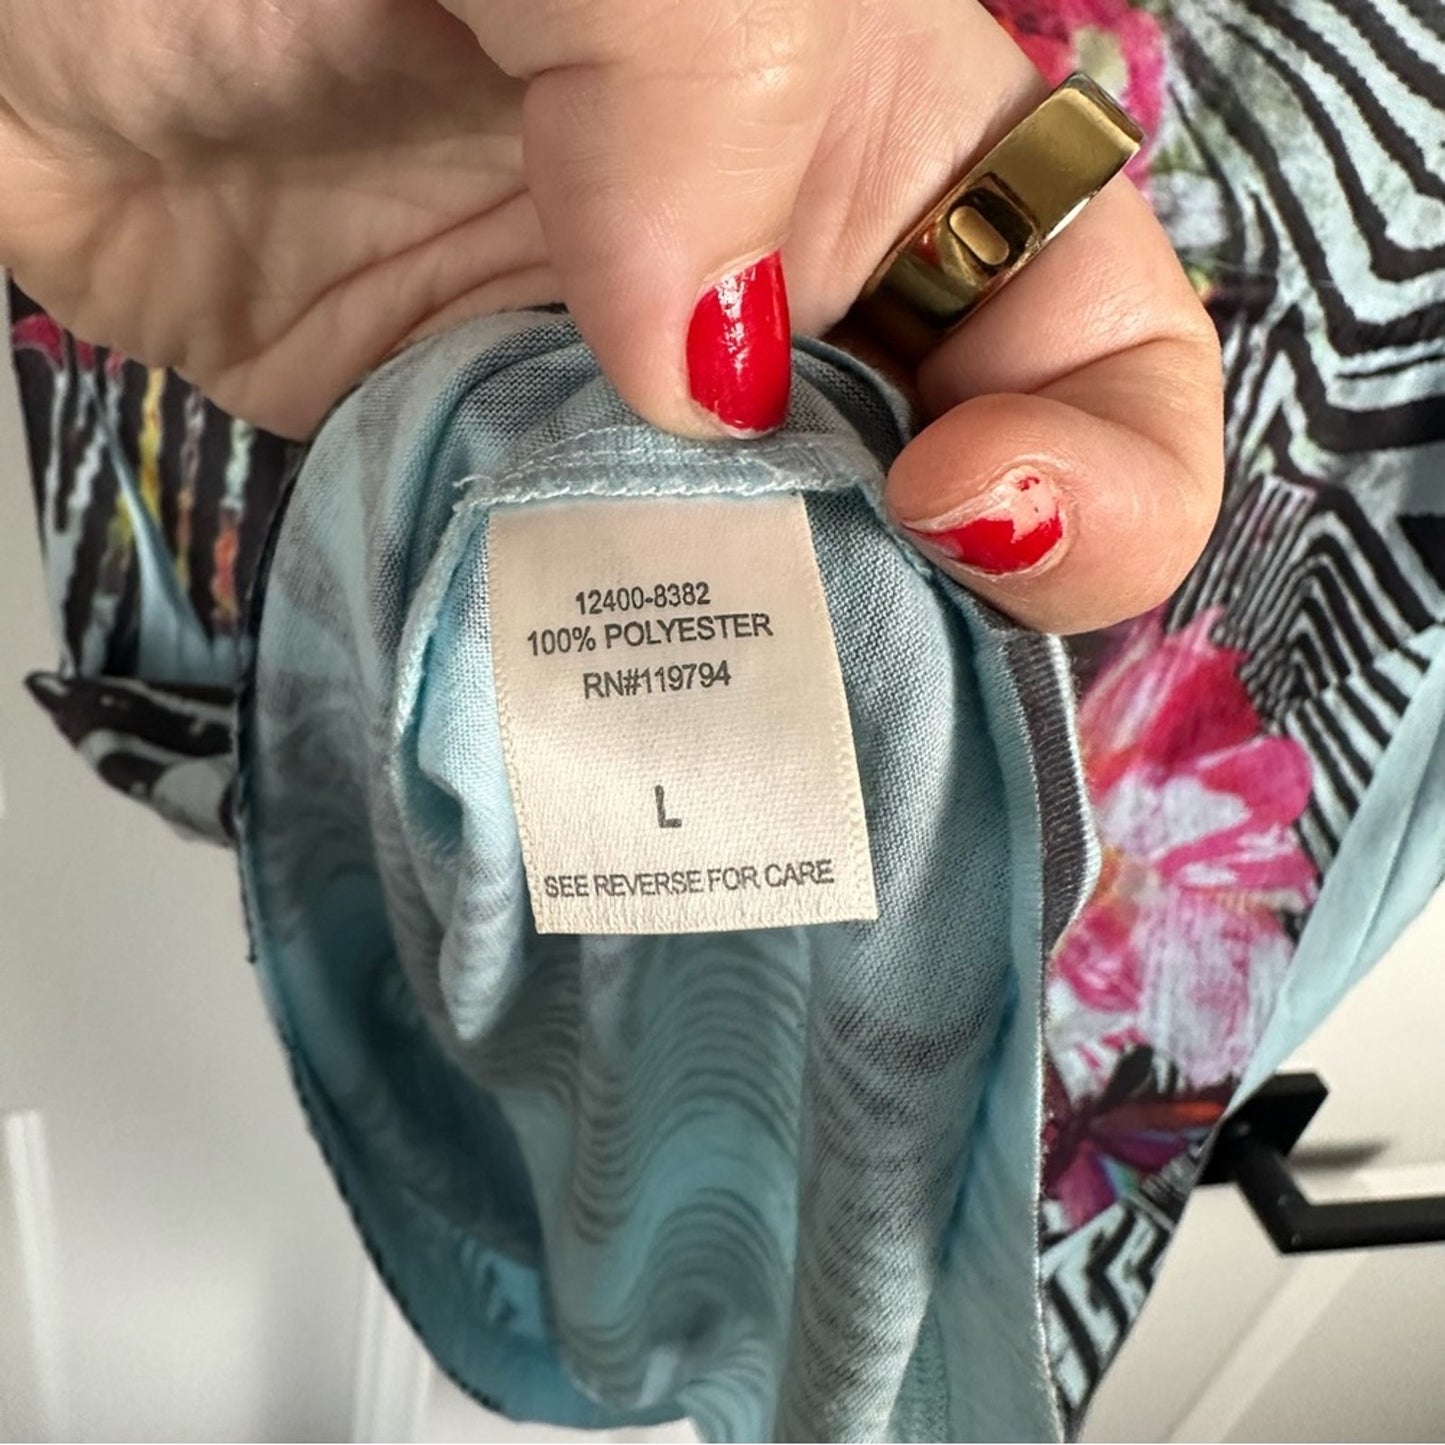 12400-8382
100% POLYESTER
RN#119794
L
SEE REVERSE FOR CARE